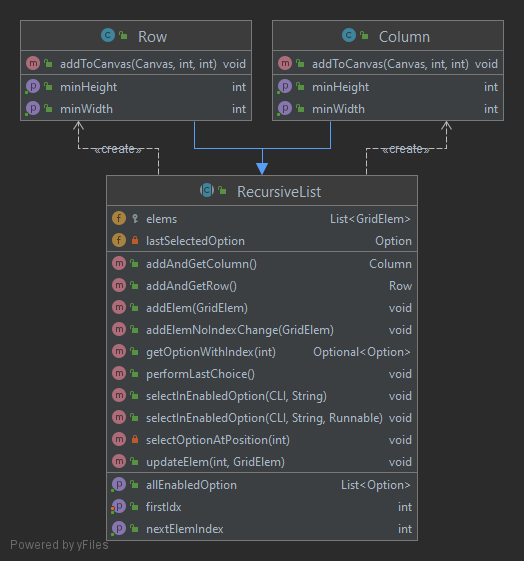 Row
addToCanvas(Canvas, int, int) void
minHeight int
minWidth int
Column
addToCanvas(Canvas, int, int) void
minHeight int
minWidth int
«create»
«create»
RecursiveList
elems List<GridElem>
lastSelectedOption Option
addAndGetColumn() Column
addAndGetRow() Row
addElem(GridElem) void
addElemNoIndexChange(GridElem) void
getOptionWithIndex(int) Optional<Option>
performLastChoice() void
selectInEnabledOption(CLI, String) void
selectInEnabledOption(CLI, String, Runnable) void
selectOptionAtPosition(int) void
updateElem(int, GridElem) void
allEnabledOption List<Option>
firstIdx int
nextElemIndex int
Powered by yFiles